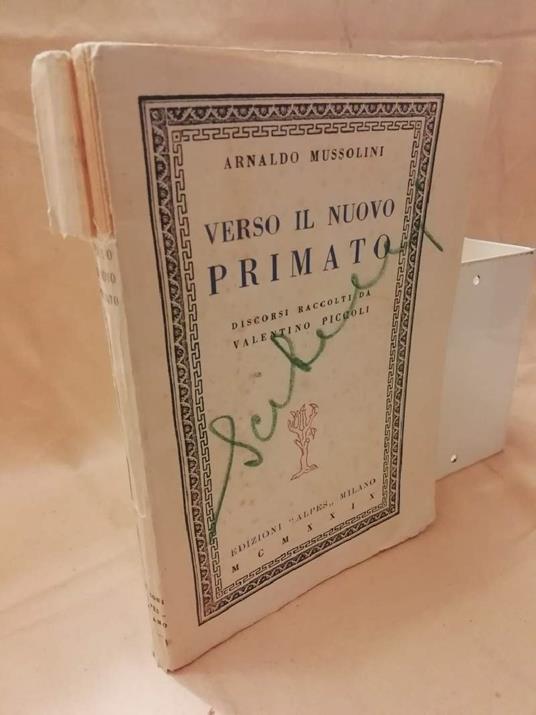 ARNALDO MUSSOLINI
VERSO IL NUOVO
PRIMATO
DISCORSI RACCOLTI DA
VALENTINO PICCOLI
EDIZIONI „ALPES„ MILANO
MCMXXIX